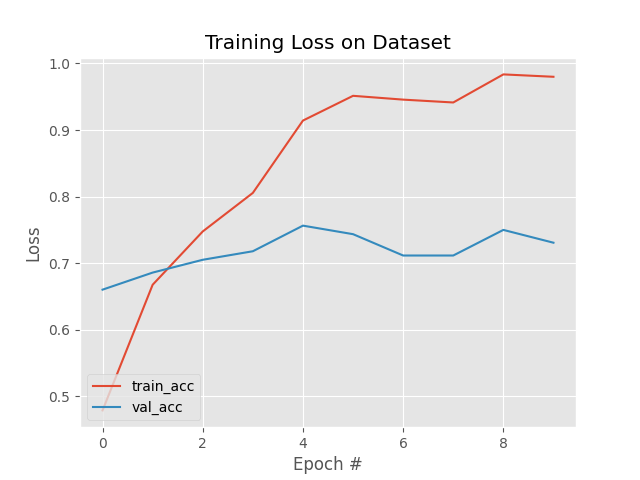 Training Loss on Dataset
1.0
0.9
0.8
0.7
0.6
0.5
Loss
train_acc
val_acc
0 2 4 6 8
Epoch #